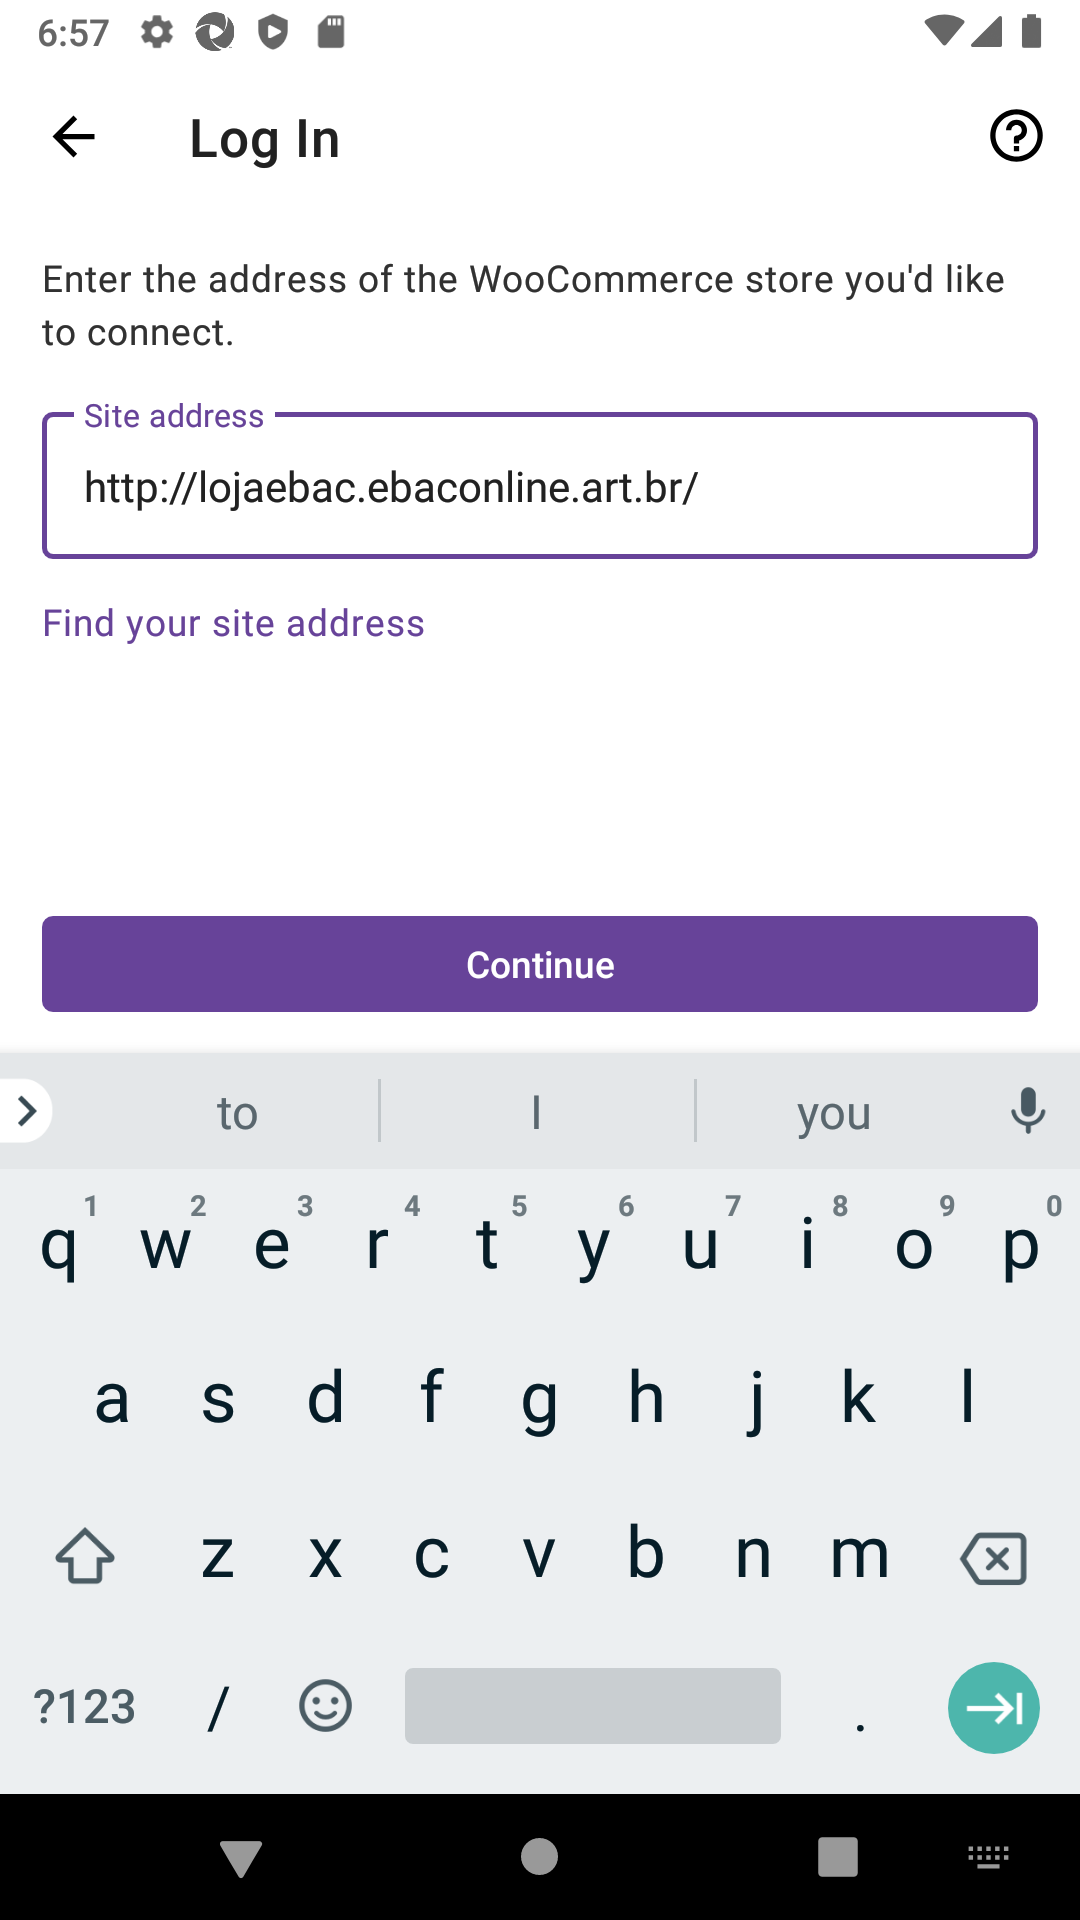 6:57
Log In
Enter the address of the WooCommerce store you'd like
to connect.
Site address
http://lojaebac.ebaconline.art.br/
Find your site address
Continue
to I you
1 2 3 4 5 6 7 8 9 0
q w e r t y u i o p
a s d f g h j k l
z x c v b n m
?123 / .